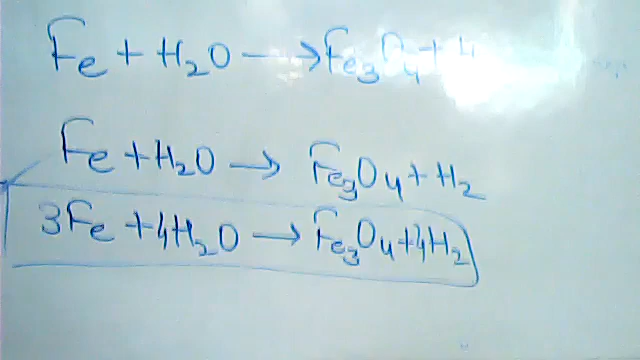 Fe + H₂O → Fe₃O₄ +
Fe + H₂O → Fe₃O₄ + H₂
3Fe + 4H₂O → Fe₃O₄ + 4H₂